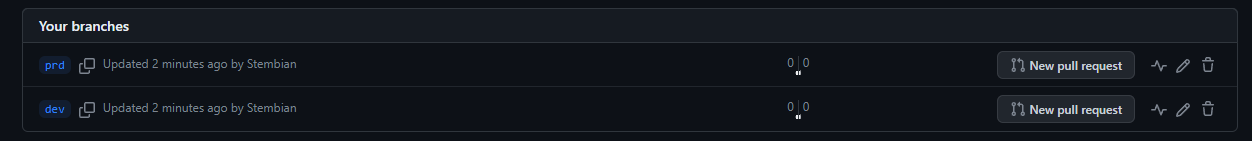 Your branches
prd Updated 2 minutes ago by Stembian 0 0 New pull request
dev Updated 2 minutes ago by Stembian 0 0 New pull request